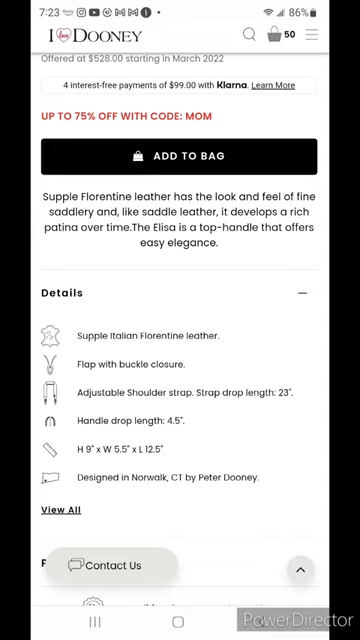 7:23
86%
I Love DOONEY
50
Offered at $528.00 starting in March 2022
4 interest-free payments of $99.00 with Klarna. Learn More
UP TO 75% OFF WITH CODE: MOM
ADD TO BAG
Supple Florentine leather has the look and feel of fine
saddlery and, like saddle leather, it develops a rich
patina over time.The Elisa is a top-handle that offers
easy elegance.
Details
Supple Italian Florentine leather.
Flap with buckle closure.
Adjustable Shoulder strap. Strap drop length: 23".
Handle drop length: 4.5".
H 9" x W 5.5" x L 12.5"
Designed in Norwalk, CT by Peter Dooney.
View All
Contact Us
PowerDirector